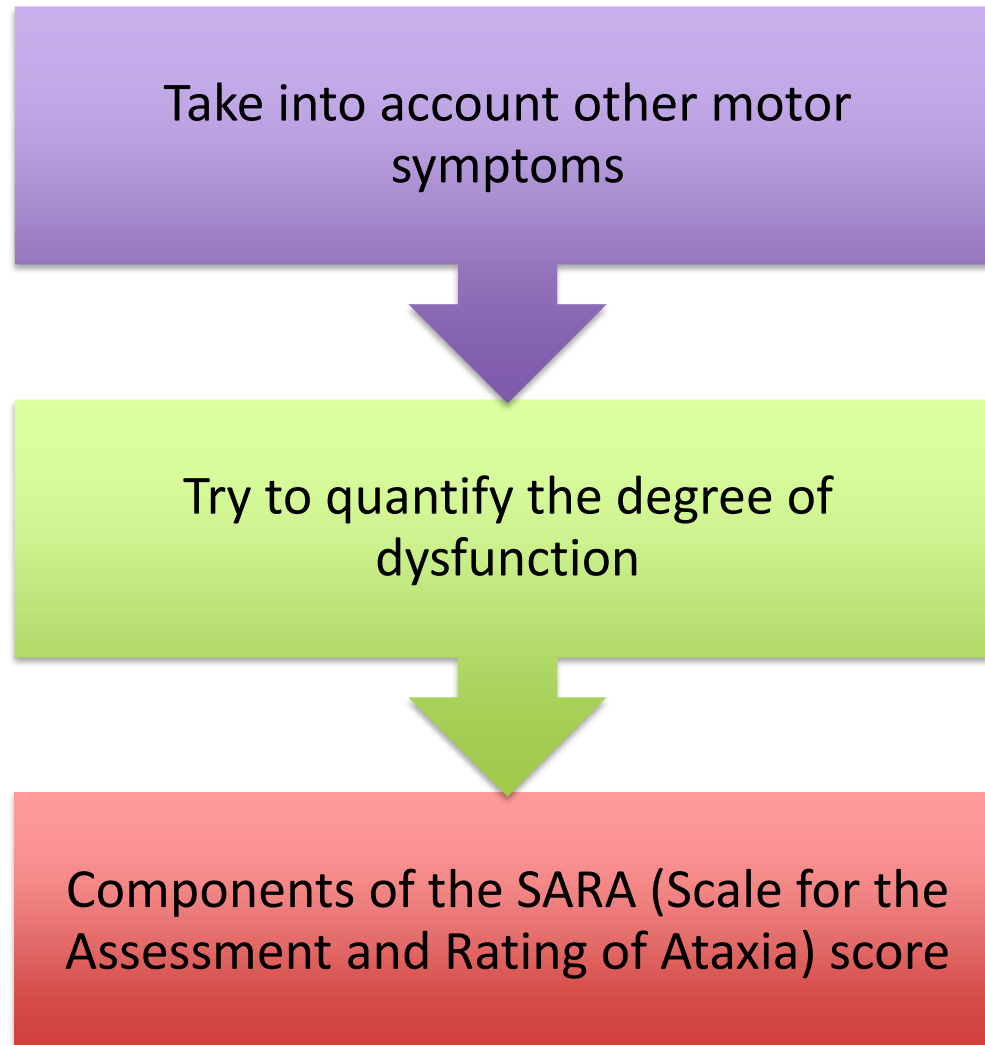 Take into account other motor
symptoms
Try to quantify the degree of
dysfunction
Components of the SARA (Scale for the
Assessment and Rating of Ataxia) score